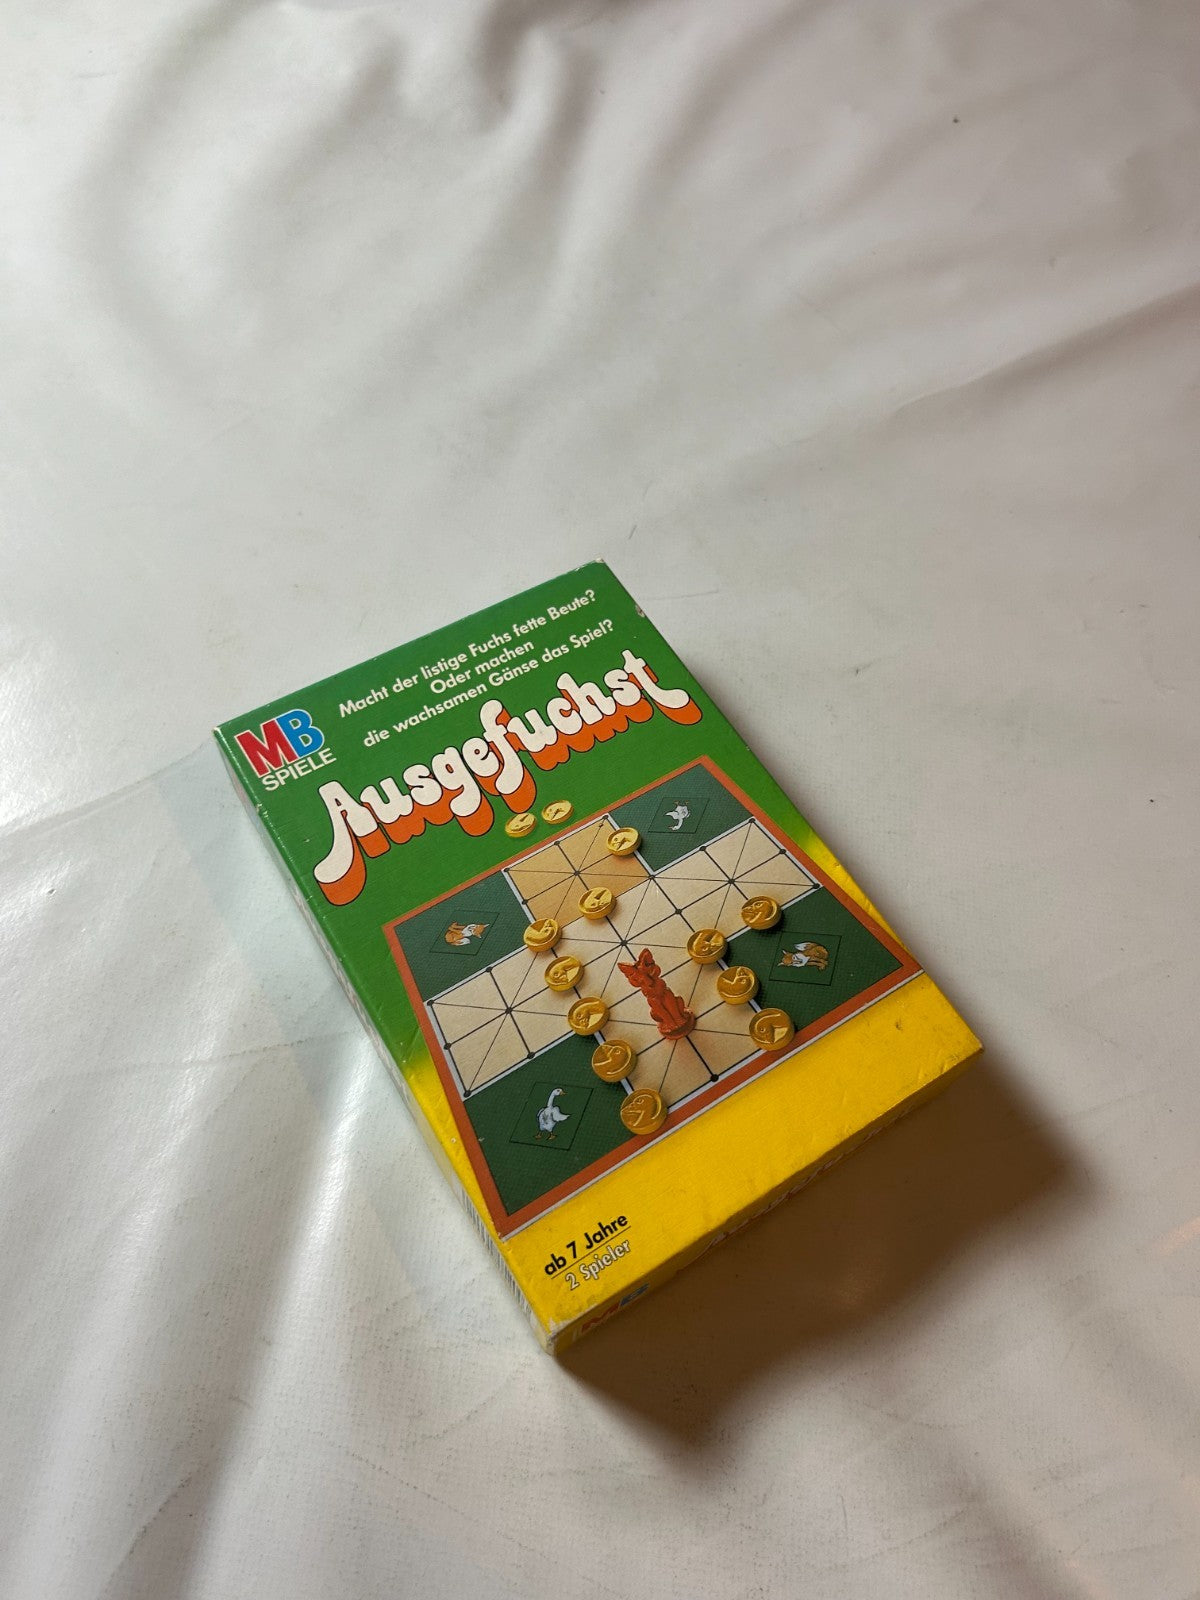 Macht der listige Fuchs fette Beute?
Oder machen
die wachsamen Gänse das Spiel?
MB
SPIELE
Ausgefuchst
ab 7 Jahre
2 Spieler
MB